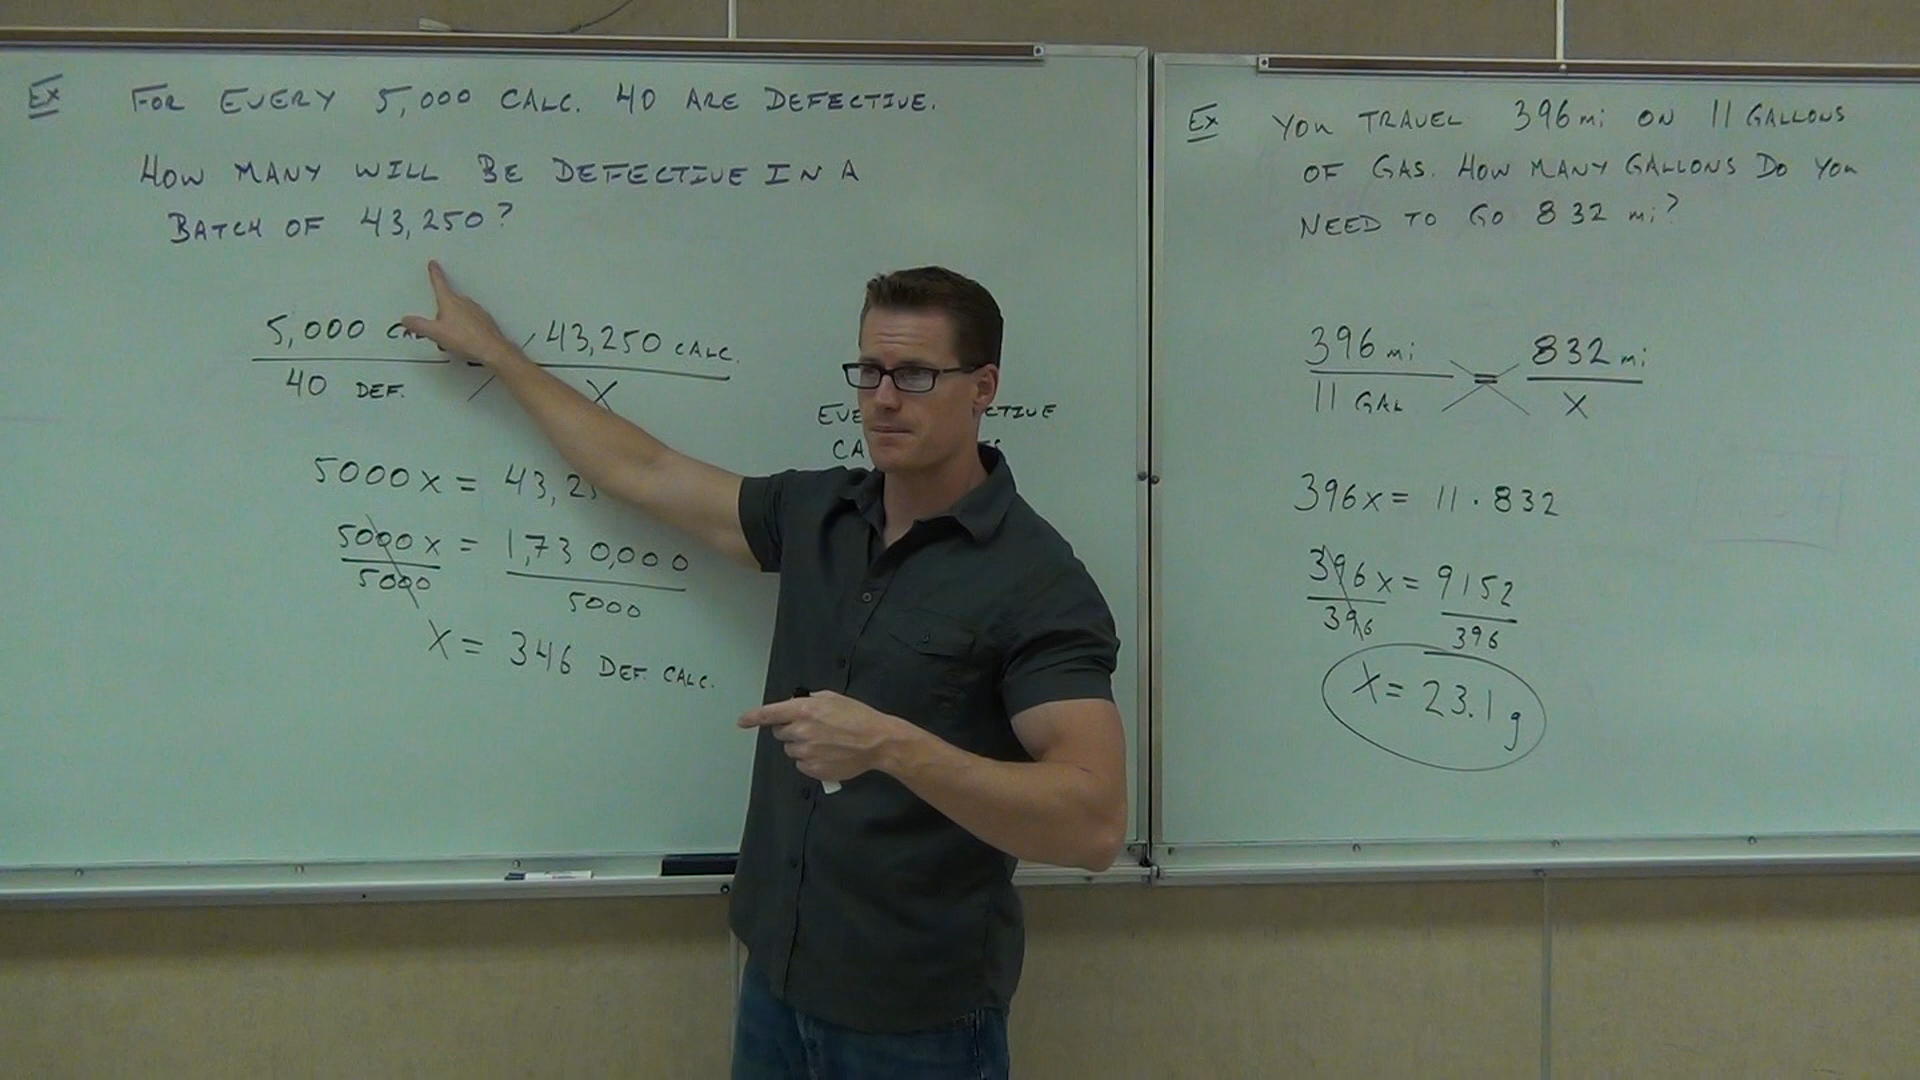 Ex FOR EVERY 5,000 CALC. 40 ARE DEFECTIVE.
HOW MANY WILL BE DEFECTIVE IN A
BATCH OF 43,250?
5,000 = 43,250 CALC.
40 DEF. X
5000x = 43,25
5000x = 1,730,000
5000 5000
X = 346 DEF. CALC.
Ex YOU TRAVEL 396mi ON 11 GALLONS
OF GAS. HOW MANY GALLONS DO YOU
NEED TO GO 832 mi?
396 mi = 832 mi
11 GAL X
396x = 11 · 832
396x = 9152
396 396
X = 23.1 g